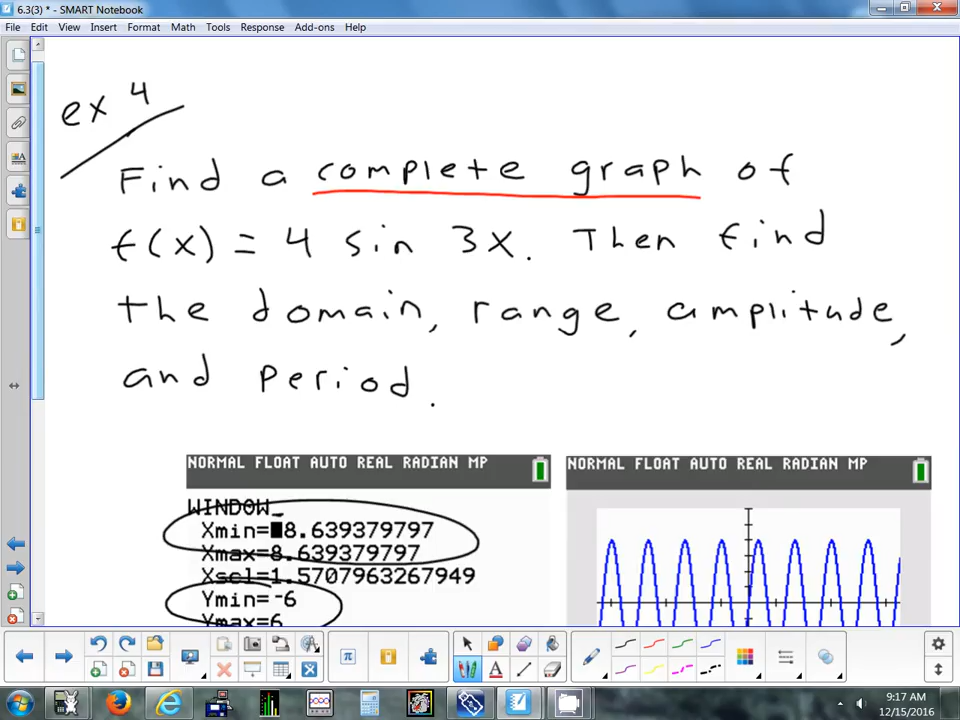 6.3(3) * - SMART Notebook
File Edit View Insert Format Math Tools Response Add-ons Help
ex 4
Find a complete graph of
f(x) = 4 sin 3x. Then find
the domain, range, amplitude,
and period.
NORMAL FLOAT AUTO REAL RADIAN MP
WINDOW
Xmin=-8.639379797
Xmax=8.639379797
Xscl=1.5707963267949
Ymin=-6
Ymax=6
NORMAL FLOAT AUTO REAL RADIAN MP
π
A
9:17 AM
12/15/2016